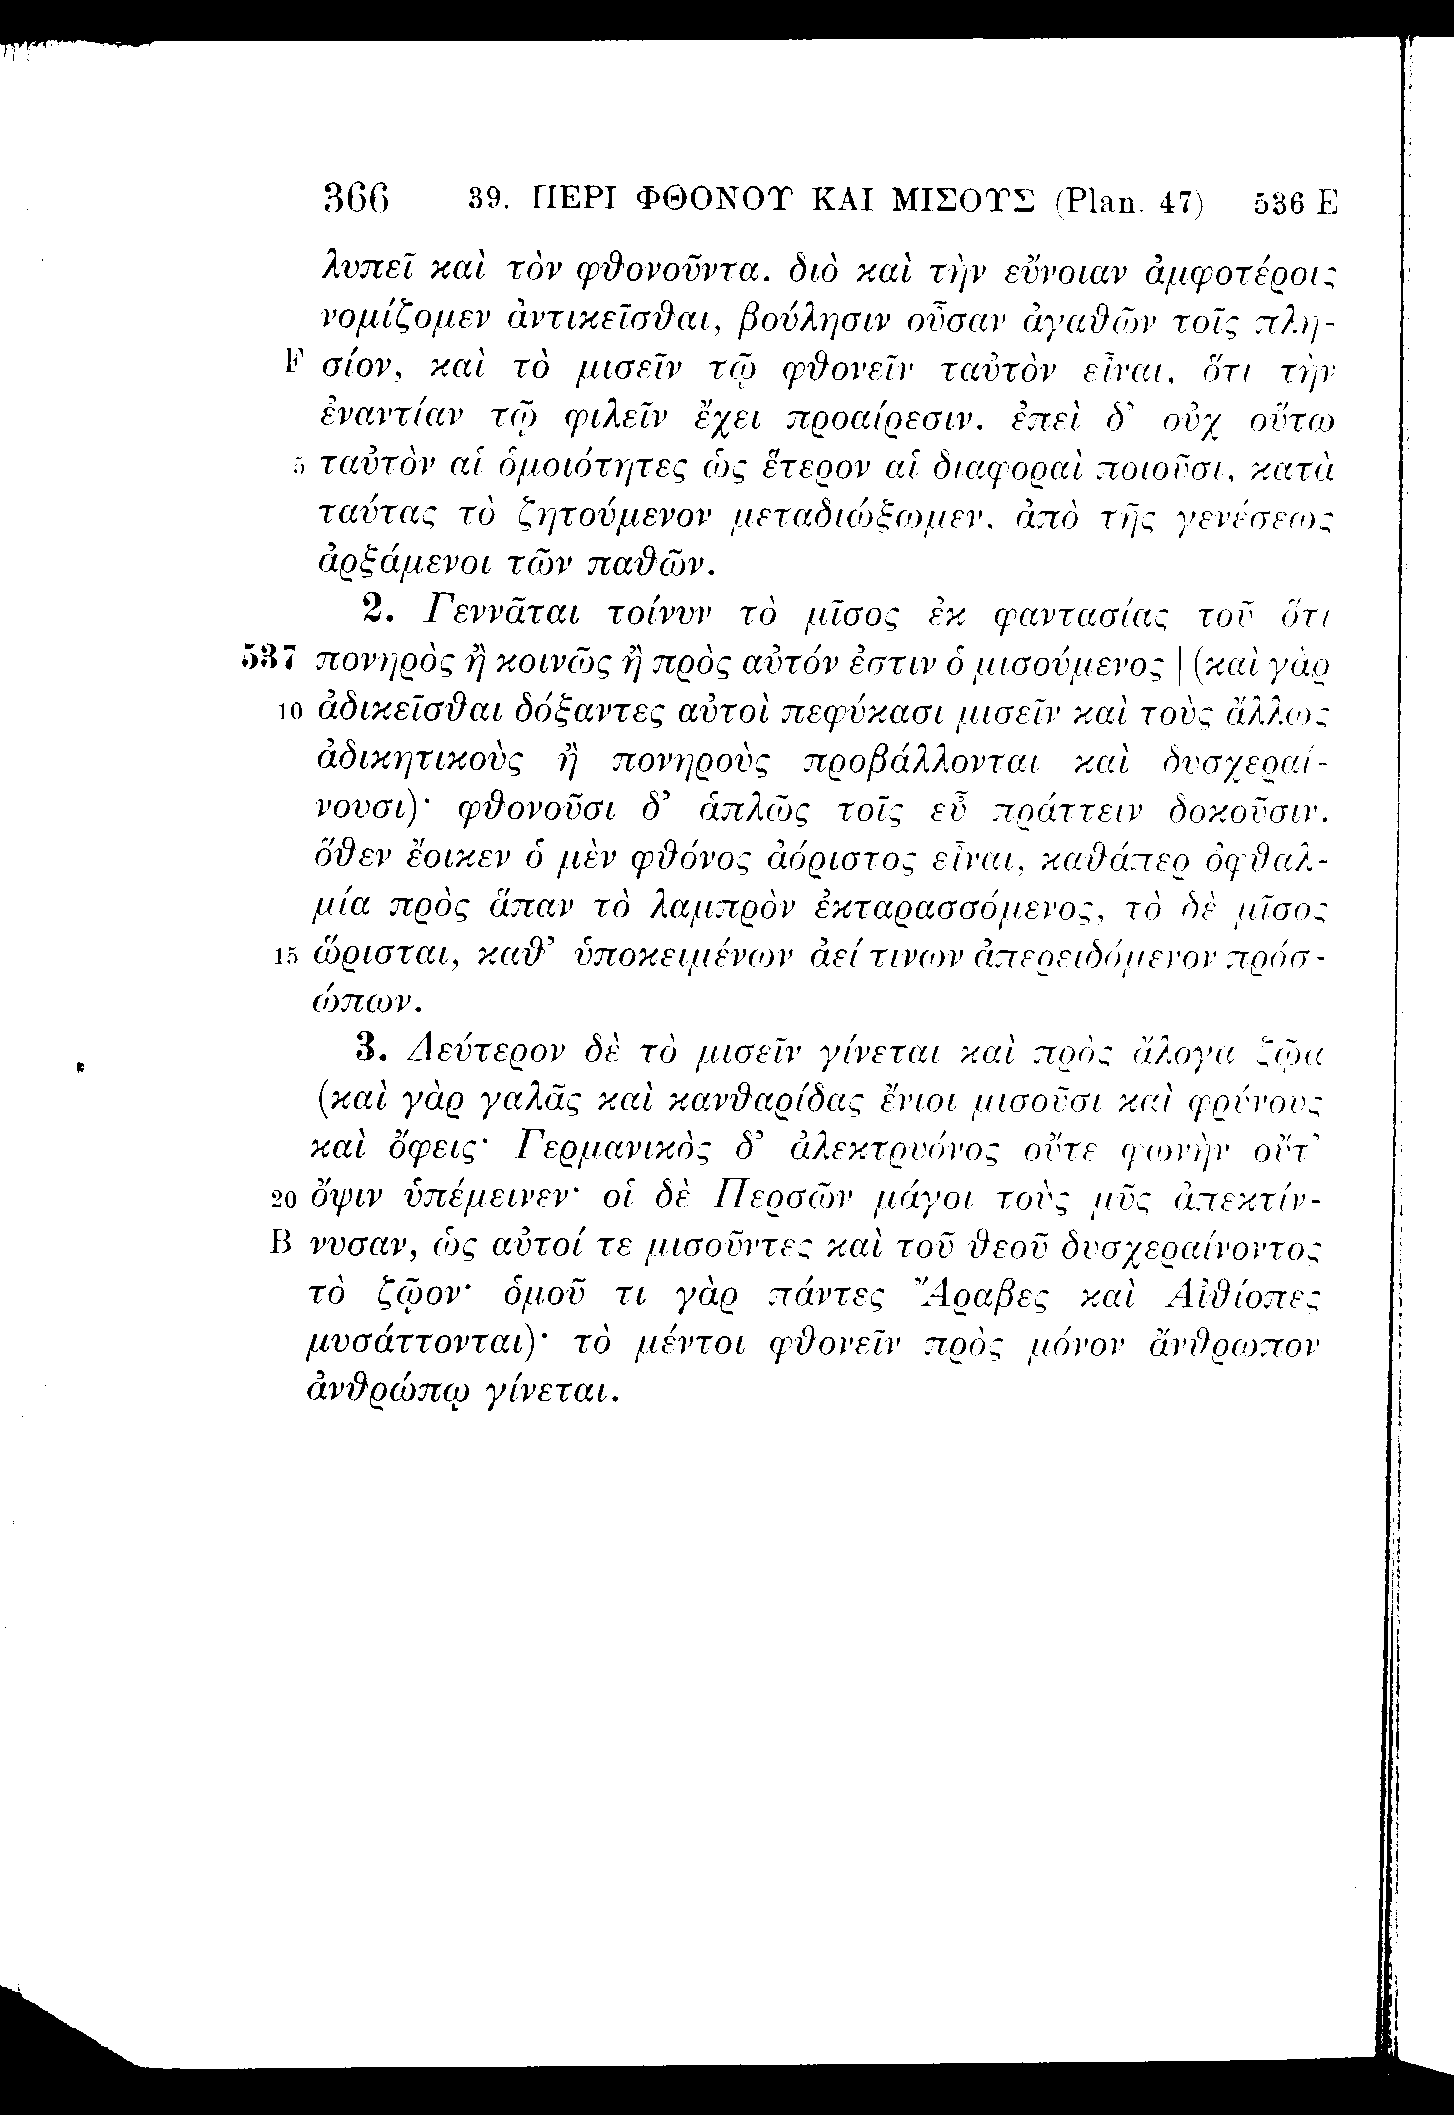 366 39. ΠΕΡΙ ΦΘΟΝΟΥ ΚΑΙ ΜΙΣΟΥΣ (Plan. 47) 536 E
λυπεῖ καὶ τὸν φθονοῦντα. διὸ καὶ τὴν εὔνοιαν ἀμφοτέροις
νομίζομεν ἀντικεῖσθαι, βούλησιν οὖσαν ἀγαθῶν τοῖς πλη-
F σίον, καὶ τὸ μισεῖν τῷ φθονεῖν ταὐτὸν εἶναι, ὅτι τὴν
ἐναντίαν τῷ φιλεῖν ἔχει προαίρεσιν. ἐπεὶ δ’ οὐχ οὕτω
5 ταὐτὸν αἱ ὁμοιότητες ὡς ἕτερον αἱ διαφοραὶ ποιοῦσι, κατὰ
ταύτας τὸ ζητούμενον μεταδιώξωμεν, ἀπὸ τῆς γενέσεως
ἀρξάμενοι τῶν παθῶν.
2. Γεννᾶται τοίνυν τὸ μῖσος ἐκ φαντασίας τοῦ ὅτι
537 πονηρὸς ἢ κοινῶς ἢ πρὸς αὐτόν ἐστιν ὁ μισούμενος | (καὶ γὰρ
10 ἀδικεῖσθαι δόξαντες αὐτοὶ πεφύκασι μισεῖν καὶ τοὺς ἄλλως
ἀδικητικοὺς ἢ πονηροὺς προβάλλονται καὶ δυσχεραί-
νουσι)· φθονοῦσι δ’ ἁπλῶς τοῖς εὖ πράττειν δοκοῦσιν.
ὅθεν ἔοικεν ὁ μὲν φθόνος ἀόριστος εἶναι, καθάπερ ὀφθαλ-
μία πρὸς ἅπαν τὸ λαμπρὸν ἐκταρασσόμενος, τὸ δὲ μῖσος
15 ὥρισται, καθ’ ὑποκειμένων ἀεί τινων ἀπερειδόμενον πρόσ-
ώπων.
3. Δεύτερον δὲ τὸ μισεῖν γίνεται καὶ πρὸς ἄλογα ζῷα
(καὶ γὰρ γαλᾶς καὶ κανθαρίδας ἔνιοι μισοῦσι καὶ φρύνους
καὶ ὄφεις· Γερμανικὸς δ’ ἀλεκτρυόνος οὔτε φωνὴν οὔτ’
20 ὄψιν ὑπέμεινεν· οἱ δὲ Περσῶν μάγοι τοὺς μῦς ἀπεκτίν-
B νυσαν, ὡς αὐτοί τε μισοῦντες καὶ τοῦ θεοῦ δυσχεραίνοντος
τὸ ζῷον· ὁμοῦ τι γὰρ πάντες Ἄραβες καὶ Αἰθίοπες
μυσάττονται)· τὸ μέντοι φθονεῖν πρὸς μόνον ἄνθρωπον
ἀνθρώπῳ γίνεται.